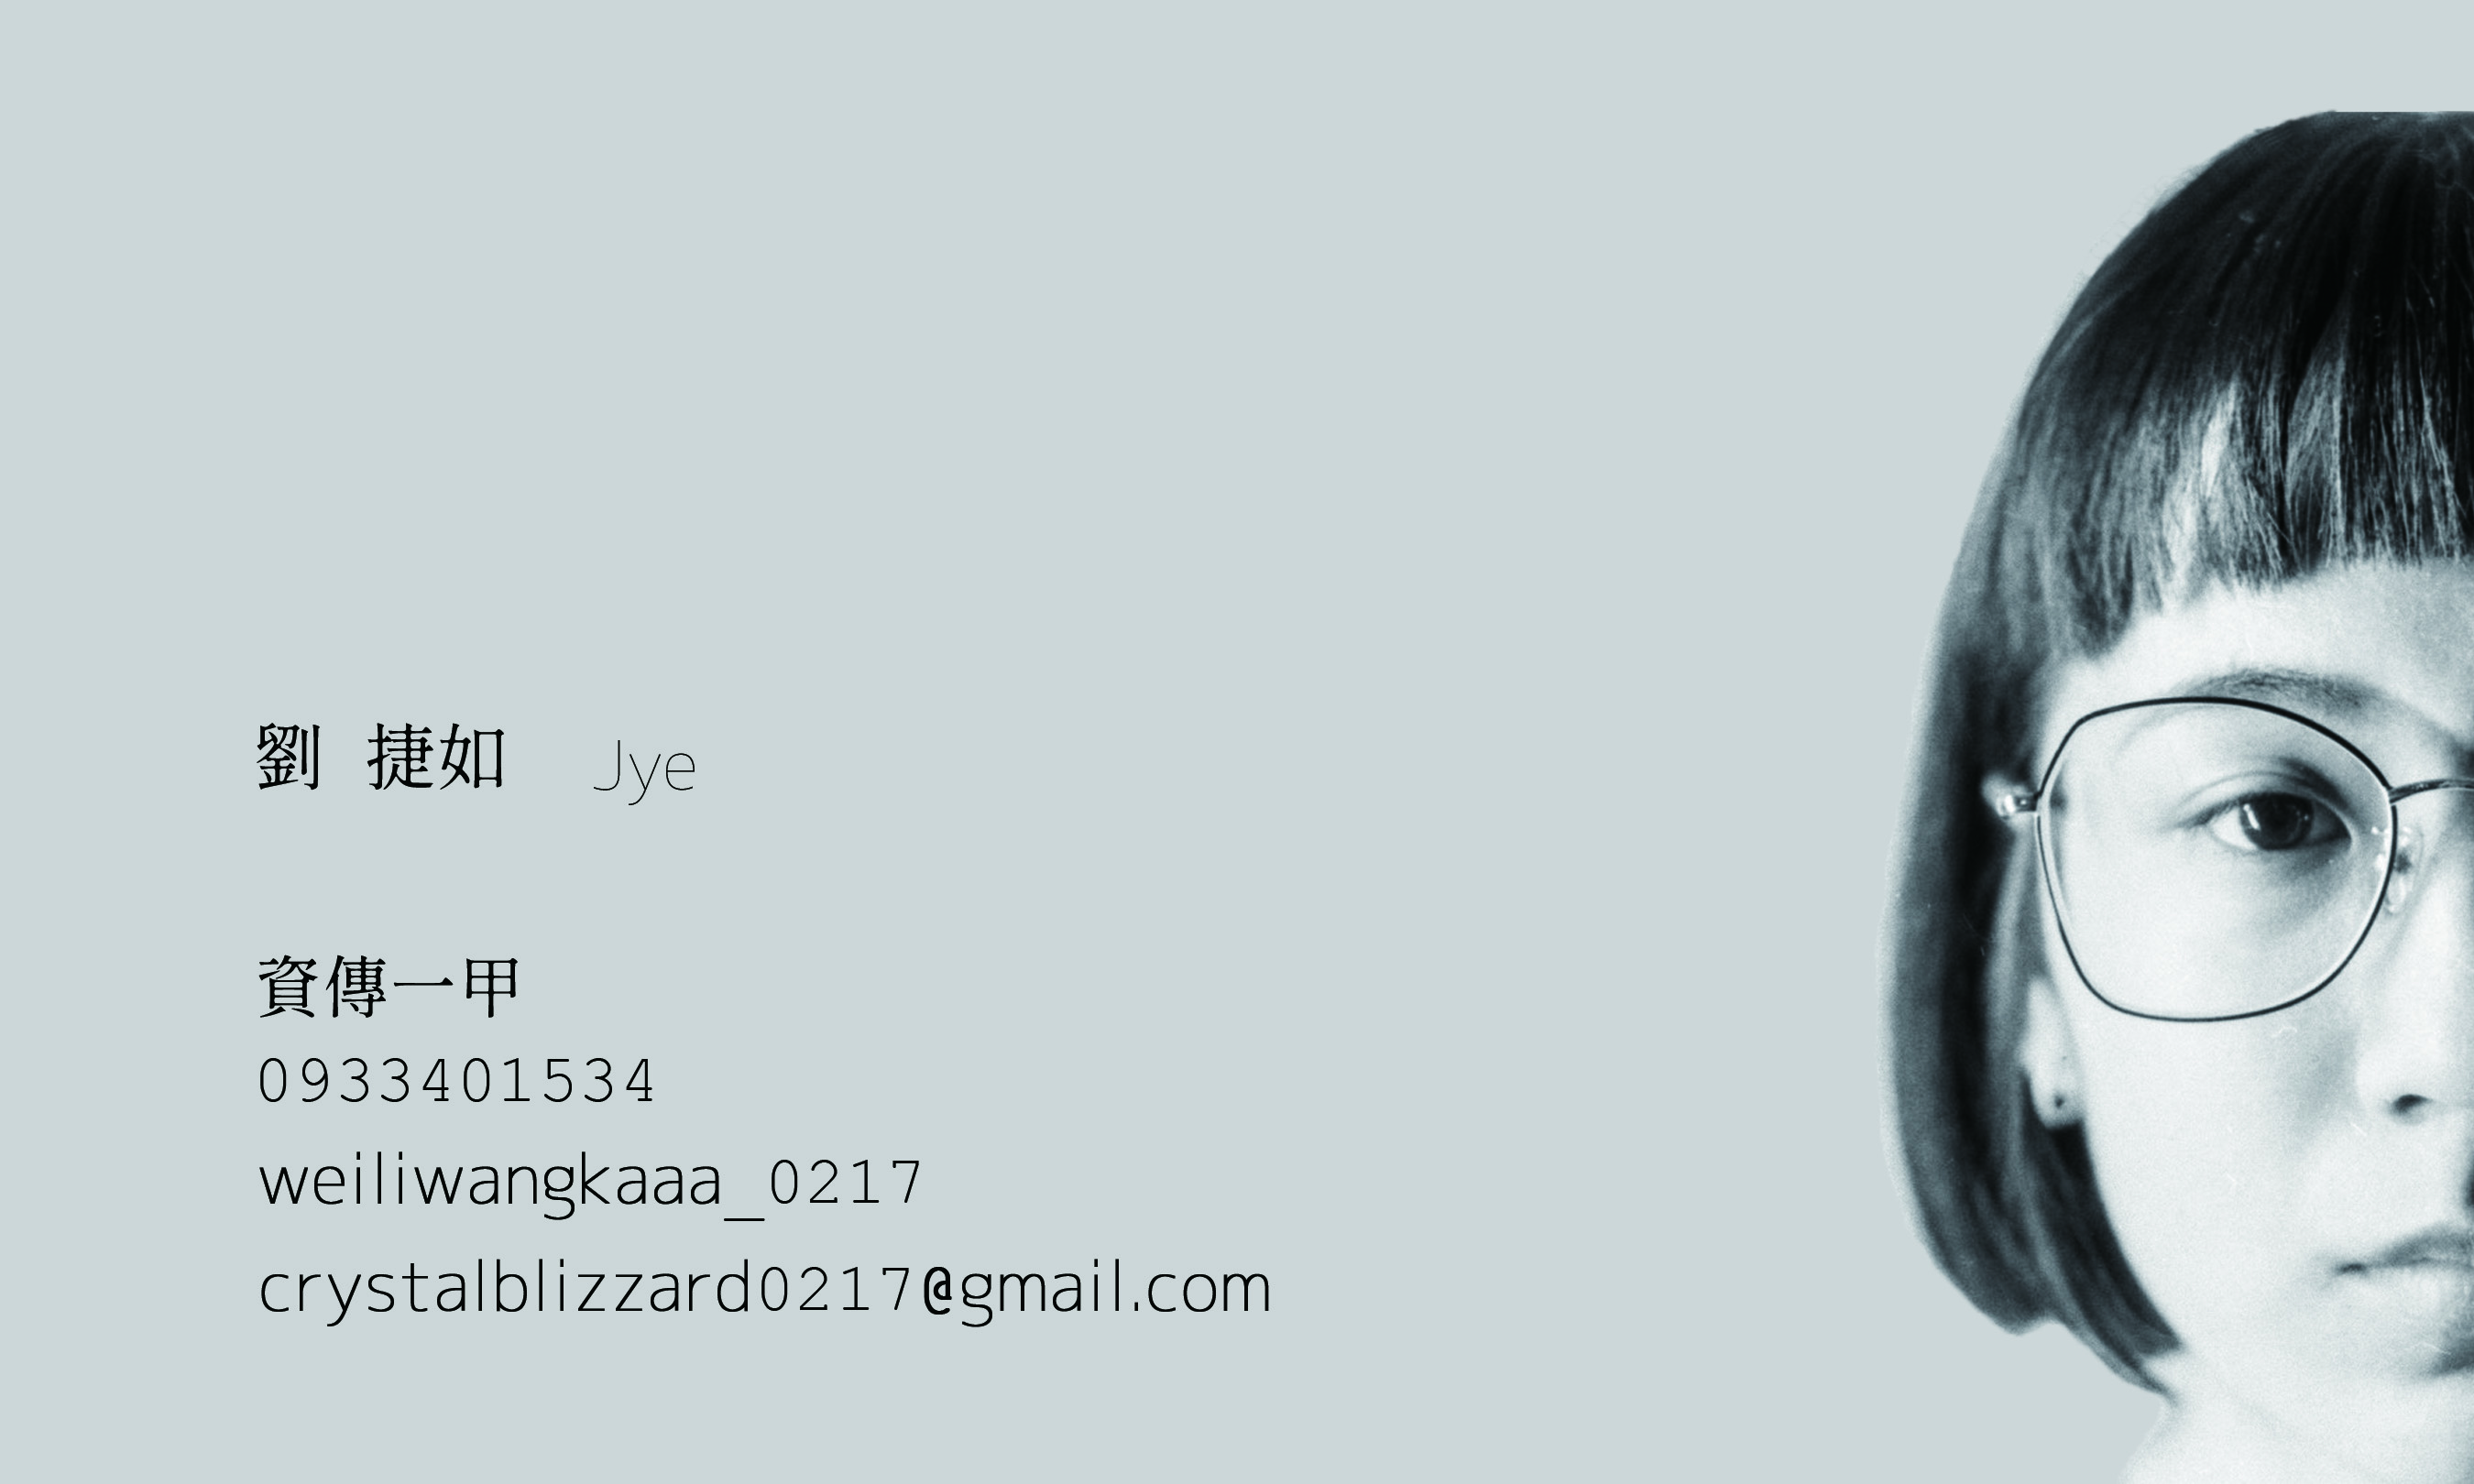 劉 捷如 Jye
資傳一甲
0933401534
weiliwangkaaa_0217
crystalblizzard0217@gmail.com